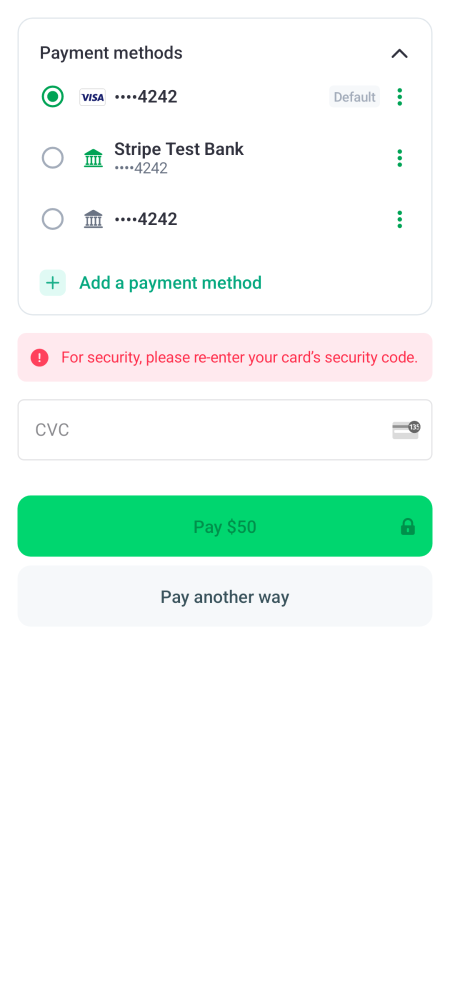 Payment methods
VISA ••••4242 Default
Stripe Test Bank
••••4242
••••4242
Add a payment method
For security, please re-enter your card’s security code.
CVC 135
Pay $50
Pay another way